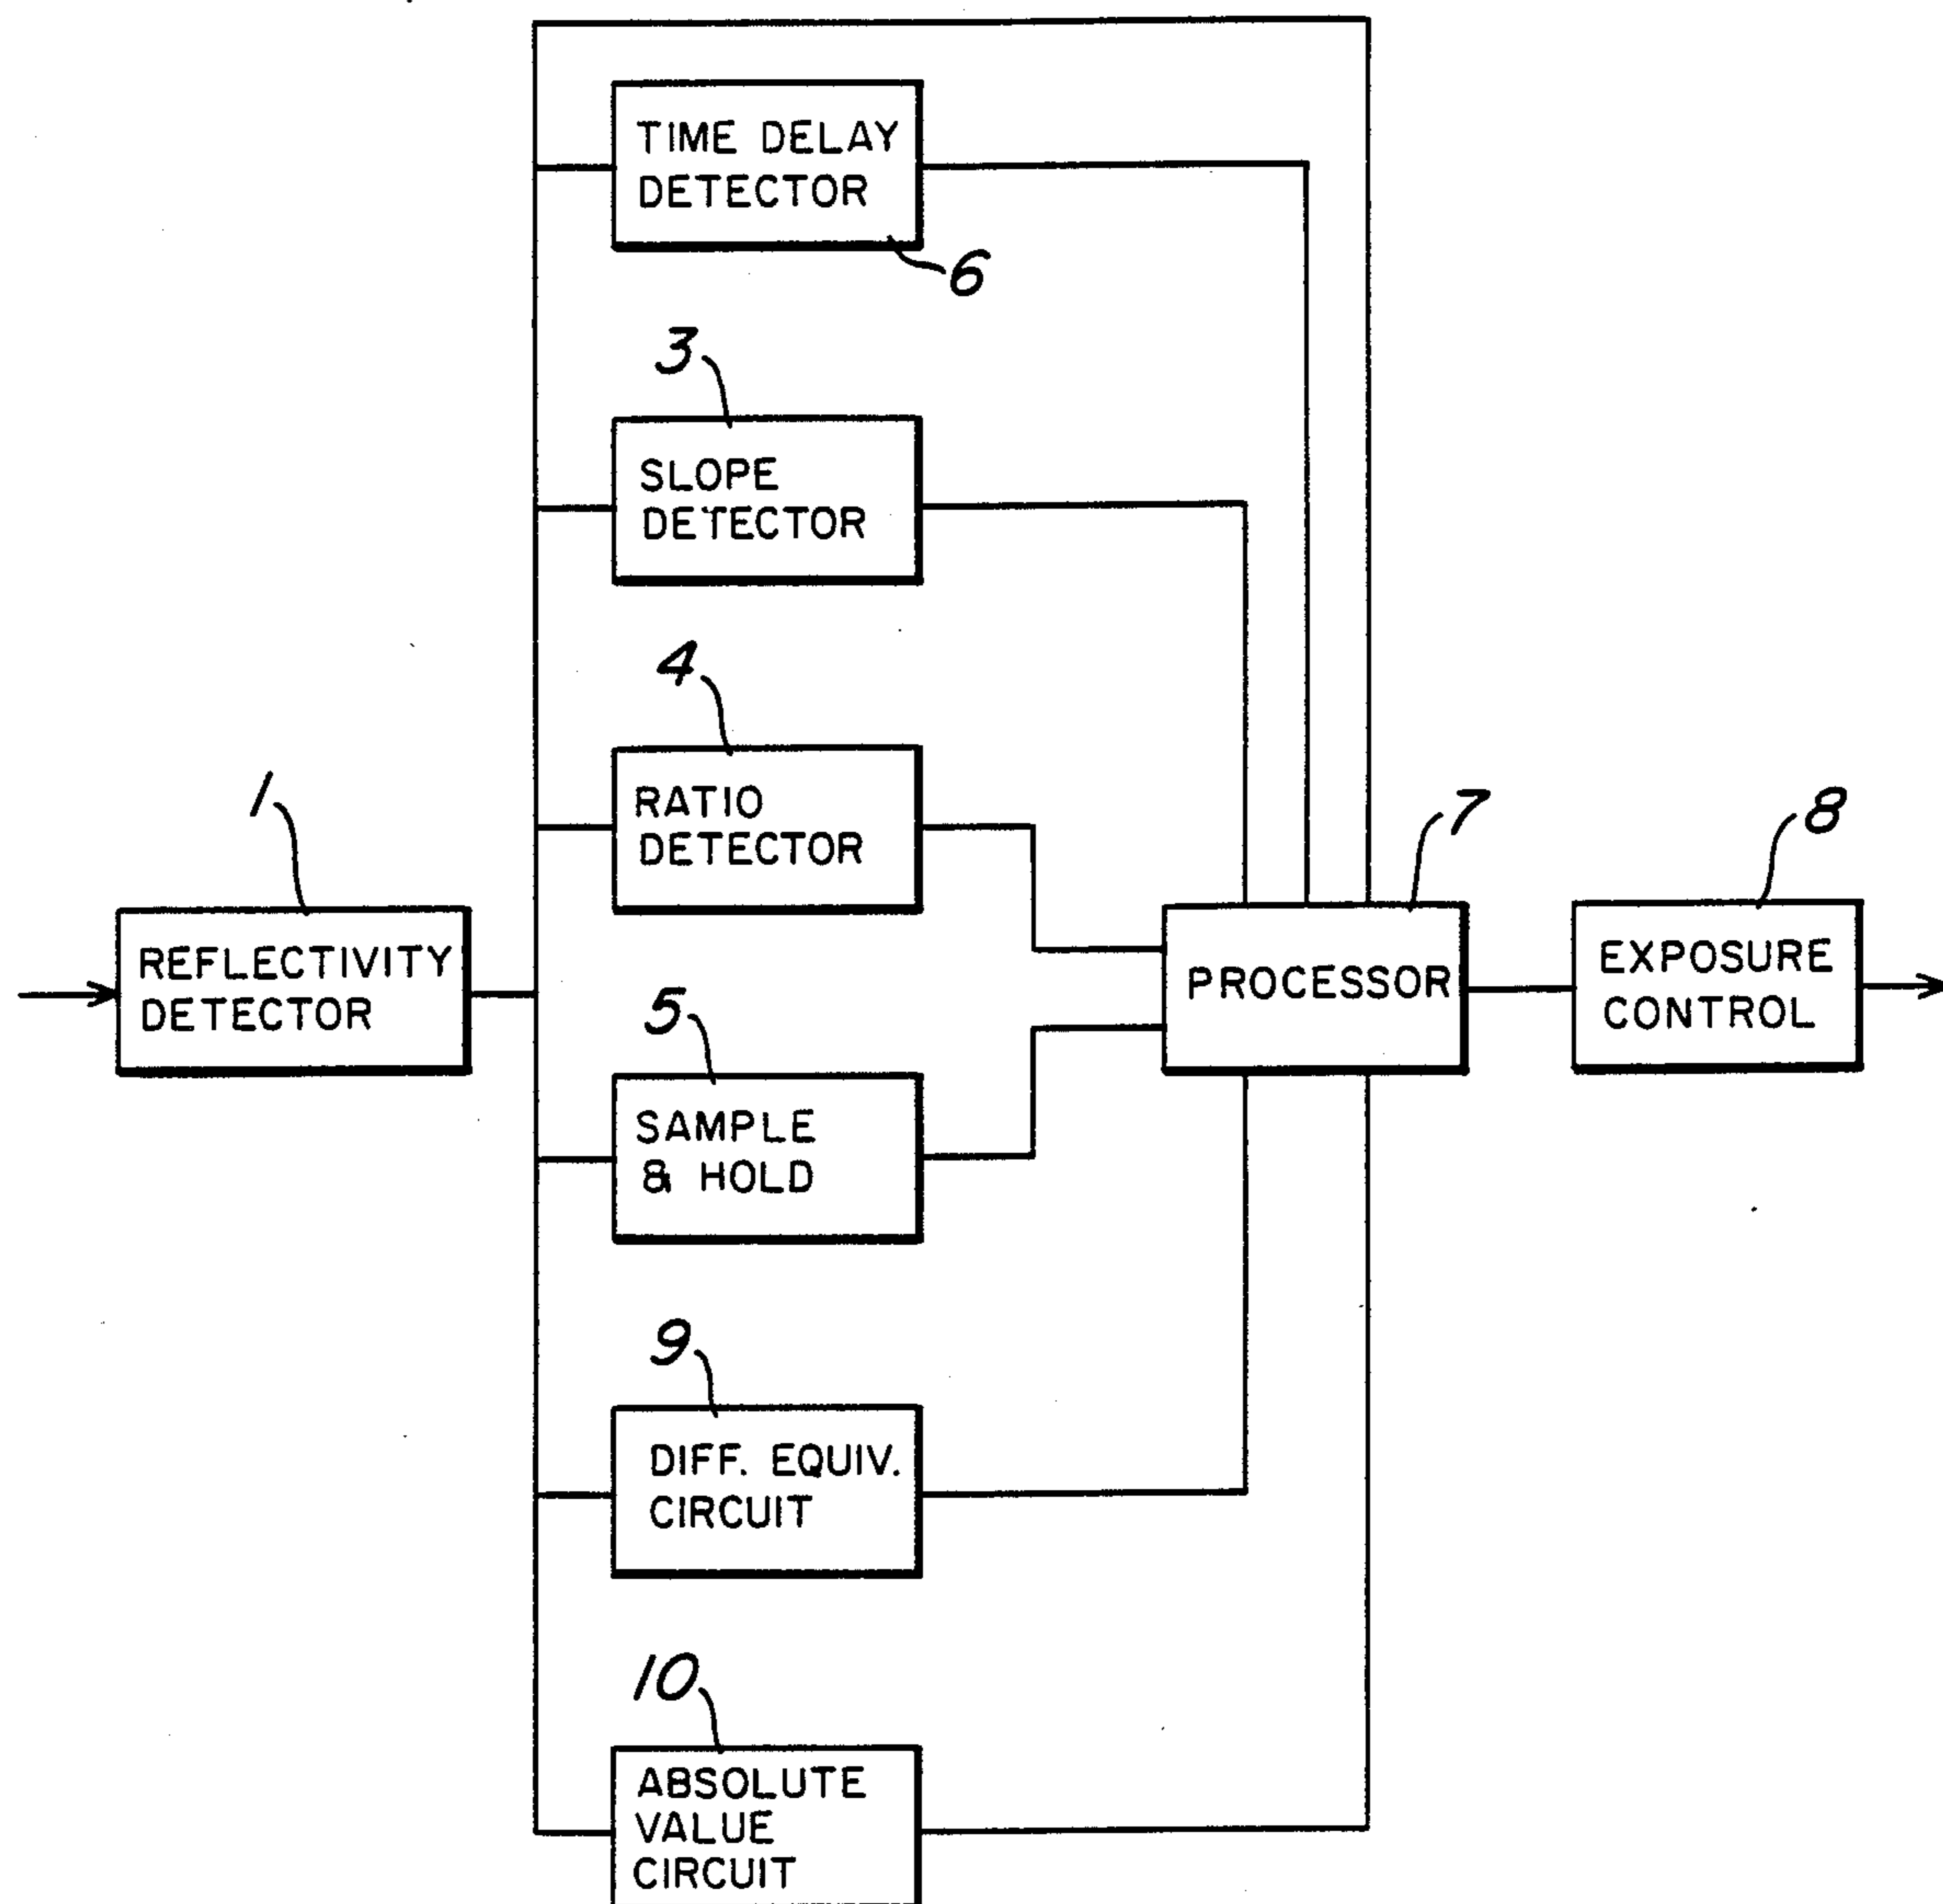 TIME DELAY
DETECTOR
6
3
SLOPE
DETECTOR
4
RATIO
DETECTOR
1
REFLECTIVITY
DETECTOR
7
PROCESSOR
8
EXPOSURE
CONTROL
5
SAMPLE
& HOLD
9
DIFF. EQUIV.
CIRCUIT
10
ABSOLUTE
VALUE
CIRCUIT